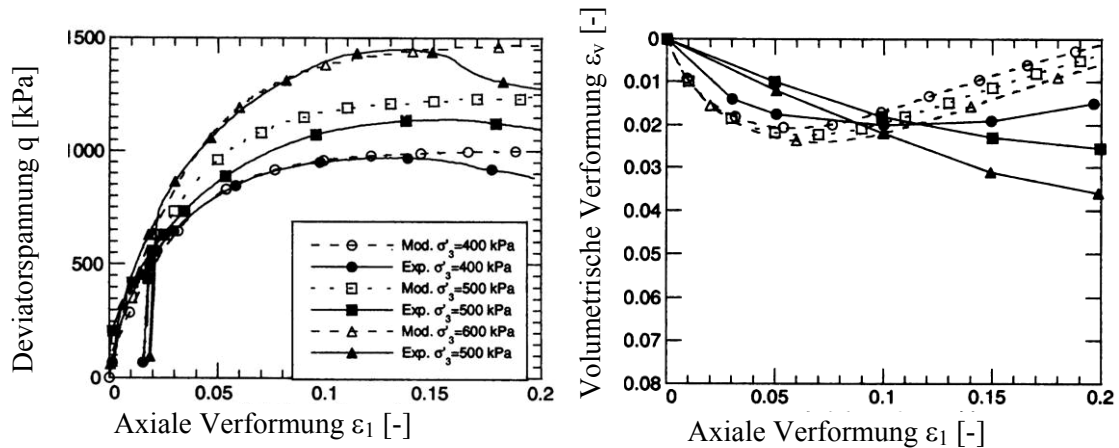 Deviatorspannung q [kPa]
1500
1000
500
0
0
0.05
0.1
0.15
0.2
Axiale Verformung ε1 [-]
Mod. σ'3=400 kPa
Exp. σ'3=400 kPa
Mod. σ'3=500 kPa
Exp. σ'3=500 kPa
Mod. σ'3=600 kPa
Exp. σ'3=500 kPa
Volumetrische Verformung εv [-]
0
0.01
0.02
0.03
0.04
0.05
0.06
0.07
0.08
0
0.05
0.10
0.15
0.2
Axiale Verformung ε1 [-]